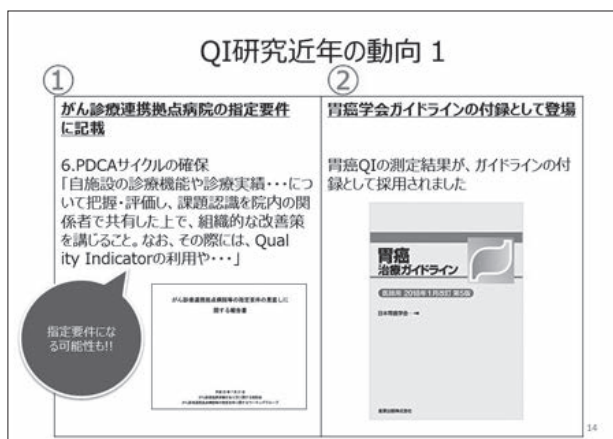 QI研究近年の動向 1
①
がん診療連携拠点病院の指定要件
に記載
6.PDCAサイクルの確保
「自施設の診療機能や診療実績・・・につ
いて把握・評価し、課題認識を院内の関
係者で共有した上で、組織的な改善策
を講じること。なお、その際には、Qual
ity Indicatorの利用や・・・」
指定要件にな
る可能性も!!
がん診療連携拠点病院等の指定要件の見直しに
関する報告書
②
胃癌学会ガイドラインの付録として登場
胃癌QIの測定結果が、ガイドラインの付
録として採用されました
胃癌
治療ガイドライン
医師用 2018年1月改訂 第5版
日本胃癌学会
金原出版株式会社
14